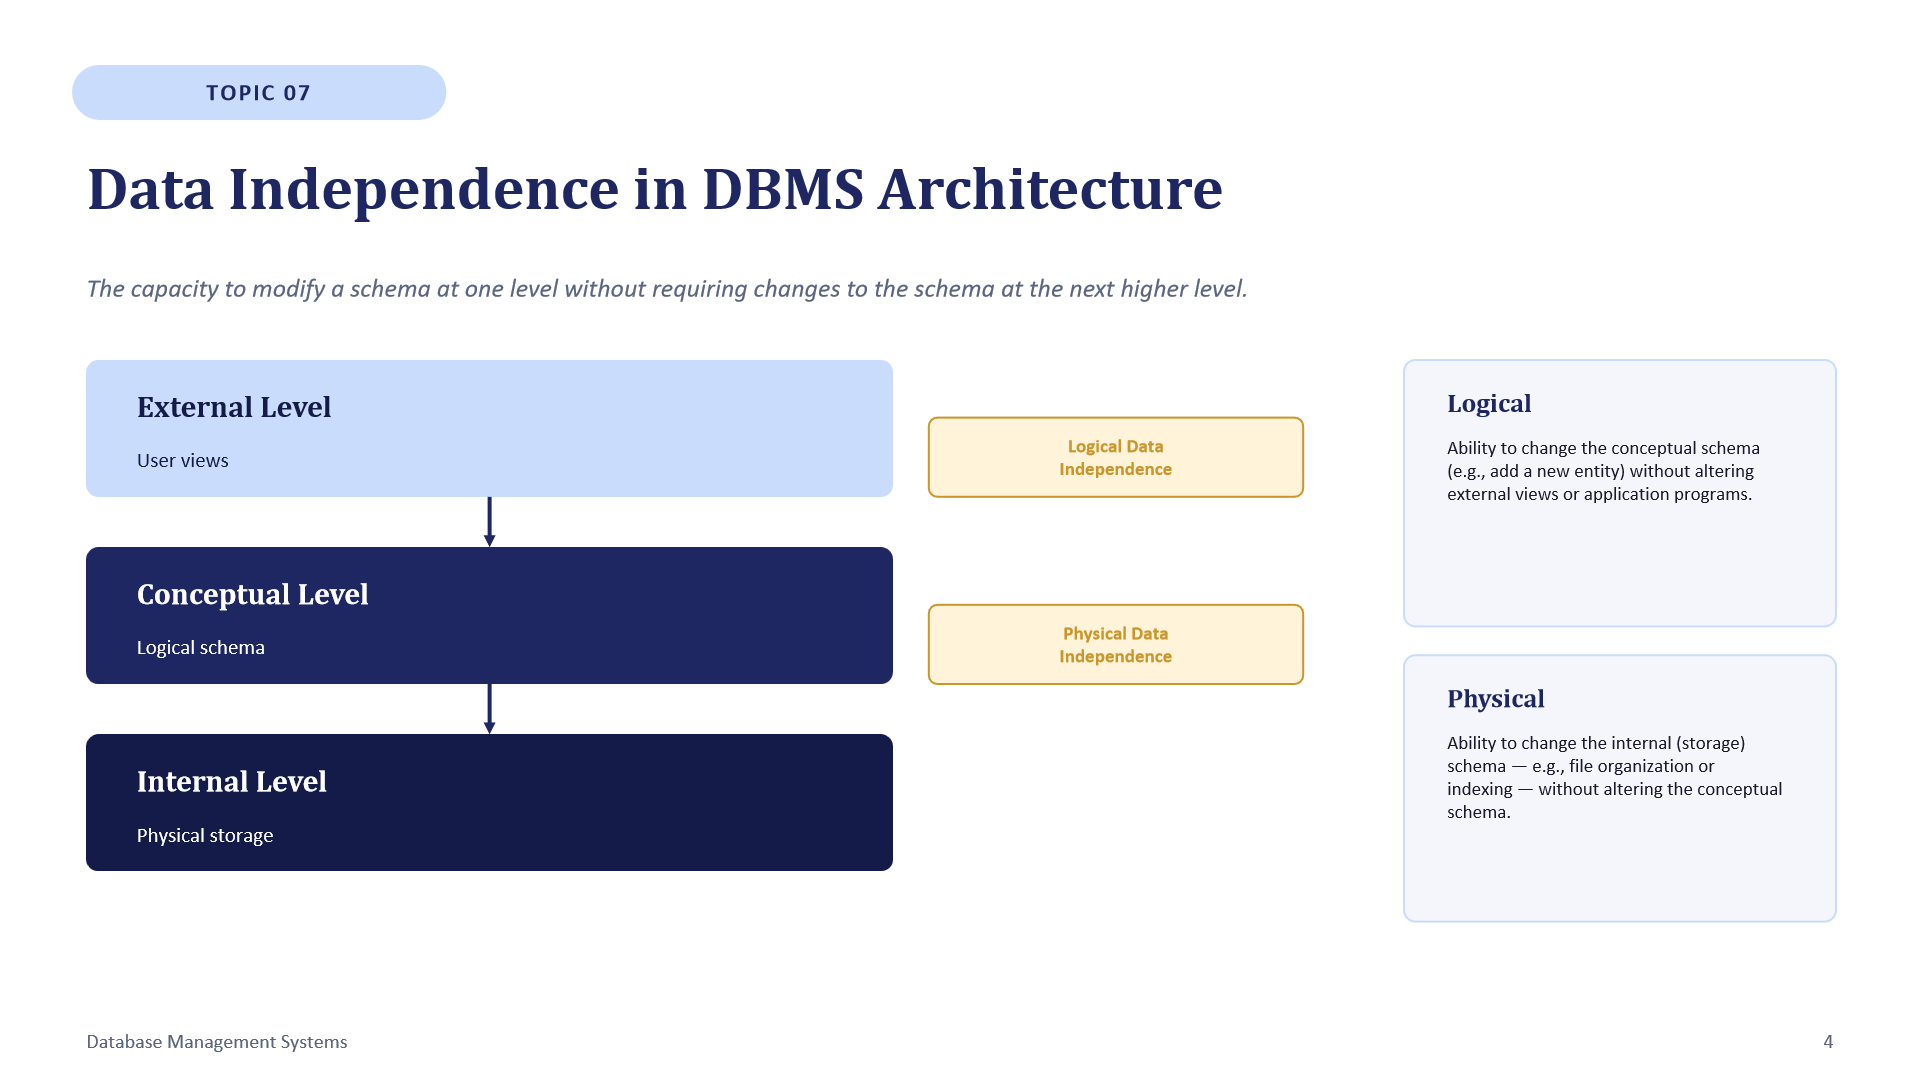 TOPIC 07
Data Independence in DBMS Architecture
The capacity to modify a schema at one level without requiring changes to the schema at the next higher level.
External Level
User views
Logical Data
Independence
Conceptual Level
Logical schema
Physical Data
Independence
Internal Level
Physical storage
Logical
Ability to change the conceptual schema
(e.g., add a new entity) without altering
external views or application programs.
Physical
Ability to change the internal (storage)
schema — e.g., file organization or
indexing — without altering the conceptual
schema.
Database Management Systems
4